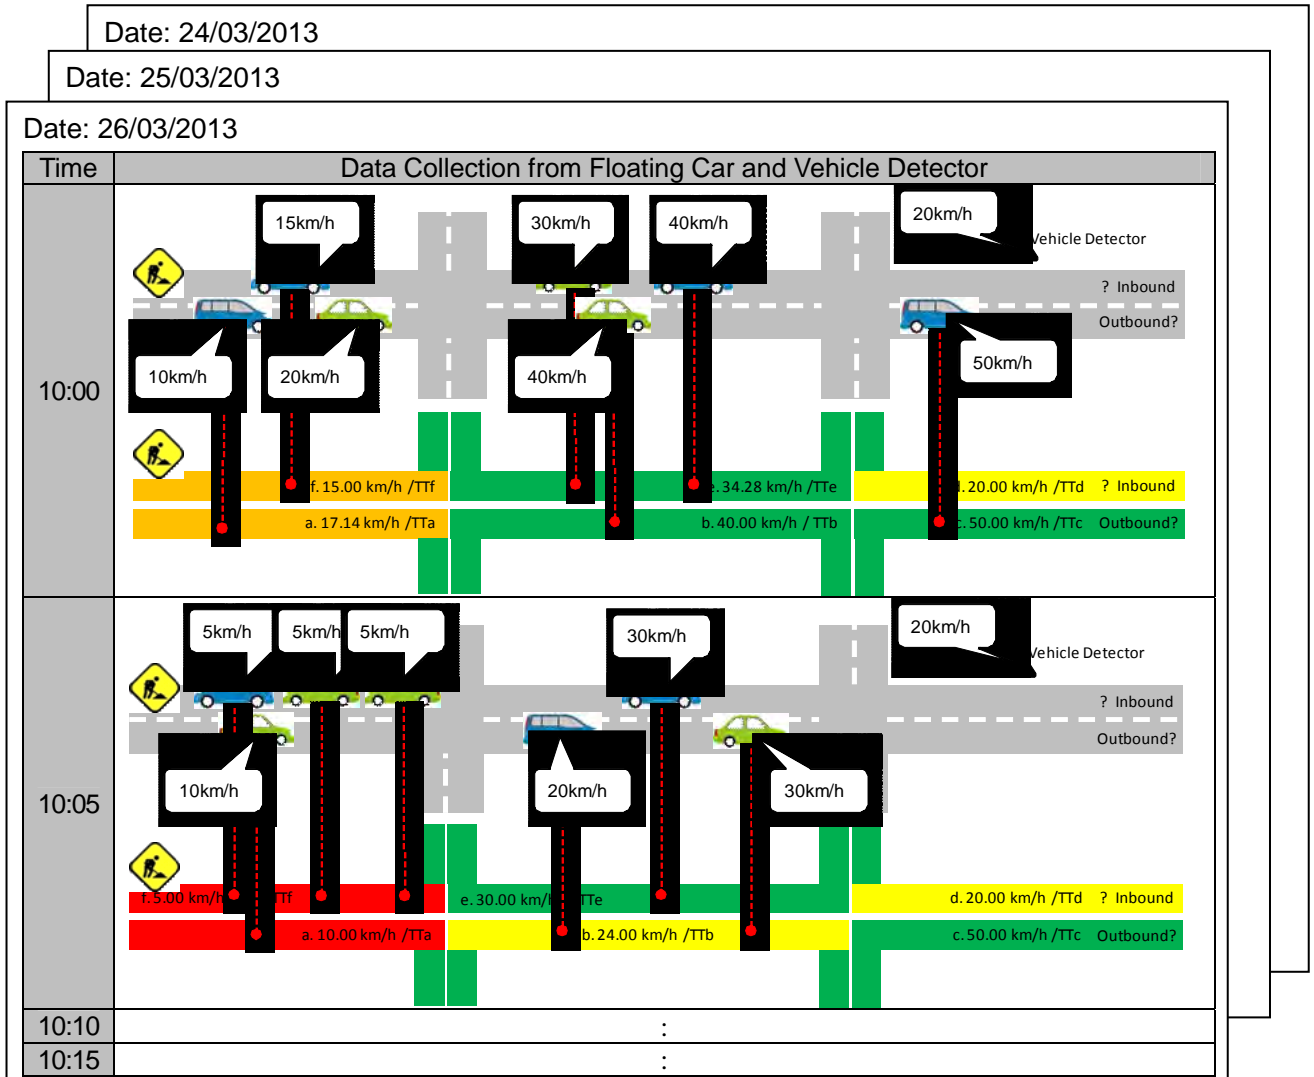 Date: 24/03/2013
Date: 25/03/2013
Date: 26/03/2013
Time Data Collection from Floating Car and Vehicle Detector
15km/h 30km/h 40km/h 20km/h
Vehicle Detector
? Inbound
Outbound?
10km/h 20km/h 40km/h 50km/h
10:00
f. 15.00 km/h /TTf e. 34.28 km/h /TTe d. 20.00 km/h /TTd ? Inbound
a. 17.14 km/h /TTa b. 40.00 km/h / TTb c. 50.00 km/h /TTc Outbound?
5km/h 5km/h 5km/h 30km/h 20km/h
Vehicle Detector
? Inbound
Outbound?
10km/h 20km/h 30km/h
10:05
f. 5.00 km/h /TTf e. 30.00 km/h /TTe d. 20.00 km/h /TTd ? Inbound
a. 10.00 km/h /TTa b. 24.00 km/h /TTb c. 50.00 km/h /TTc Outbound?
10:10 :
10:15 :